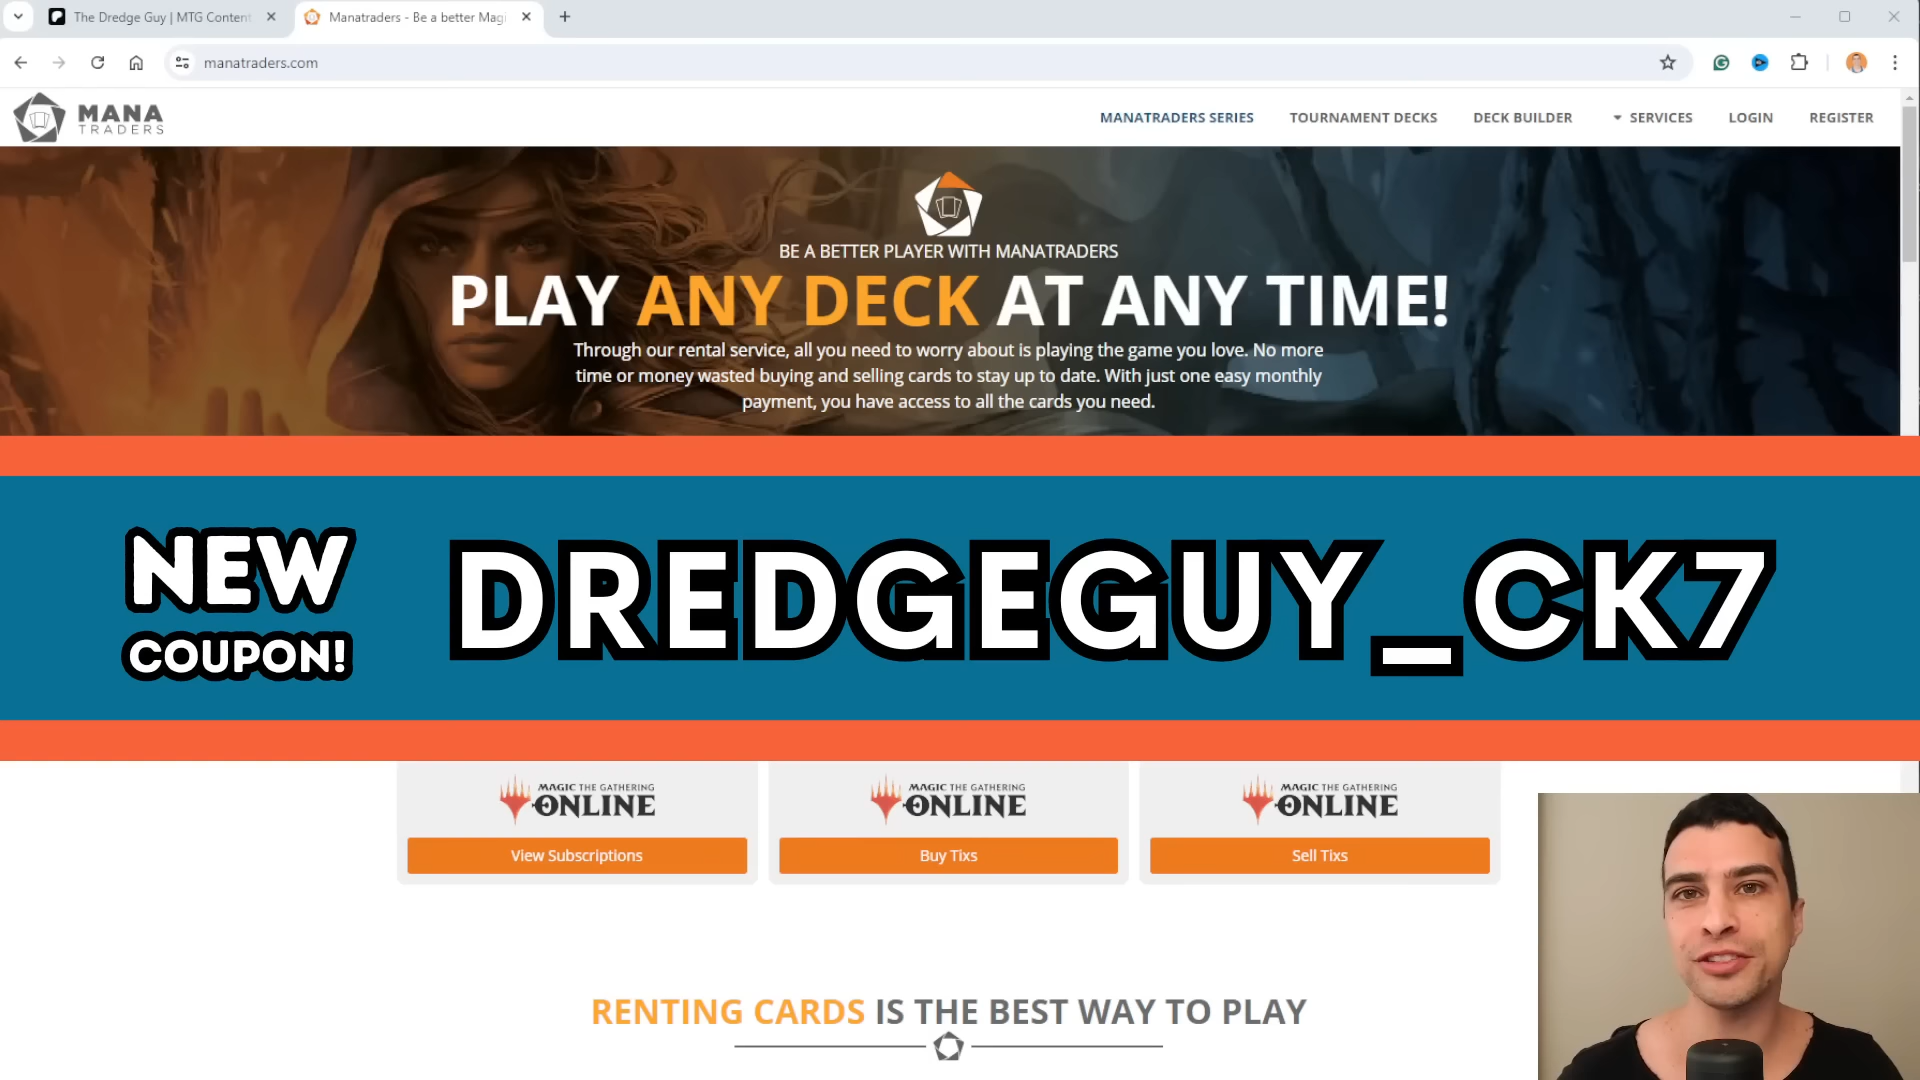 The Dredge Guy | MTG Content
Manatraders - Be a better Magi
manatraders.com
MANA
TRADERS
MANATRADERS SERIES
TOURNAMENT DECKS
DECK BUILDER
SERVICES
LOGIN
REGISTER
BE A BETTER PLAYER WITH MANATRADERS
PLAY ANY DECK AT ANY TIME!
Through our rental service, all you need to worry about is playing the game you love. No more
time or money wasted buying and selling cards to stay up to date. With just one easy monthly
payment, you have access to all the cards you need.
NEW
COUPON!
DREDGEGUY_CK7
MAGIC THE GATHERING
ONLINE
View Subscriptions
MAGIC THE GATHERING
ONLINE
Buy Tixs
MAGIC THE GATHERING
ONLINE
Sell Tixs
RENTING CARDS IS THE BEST WAY TO PLAY